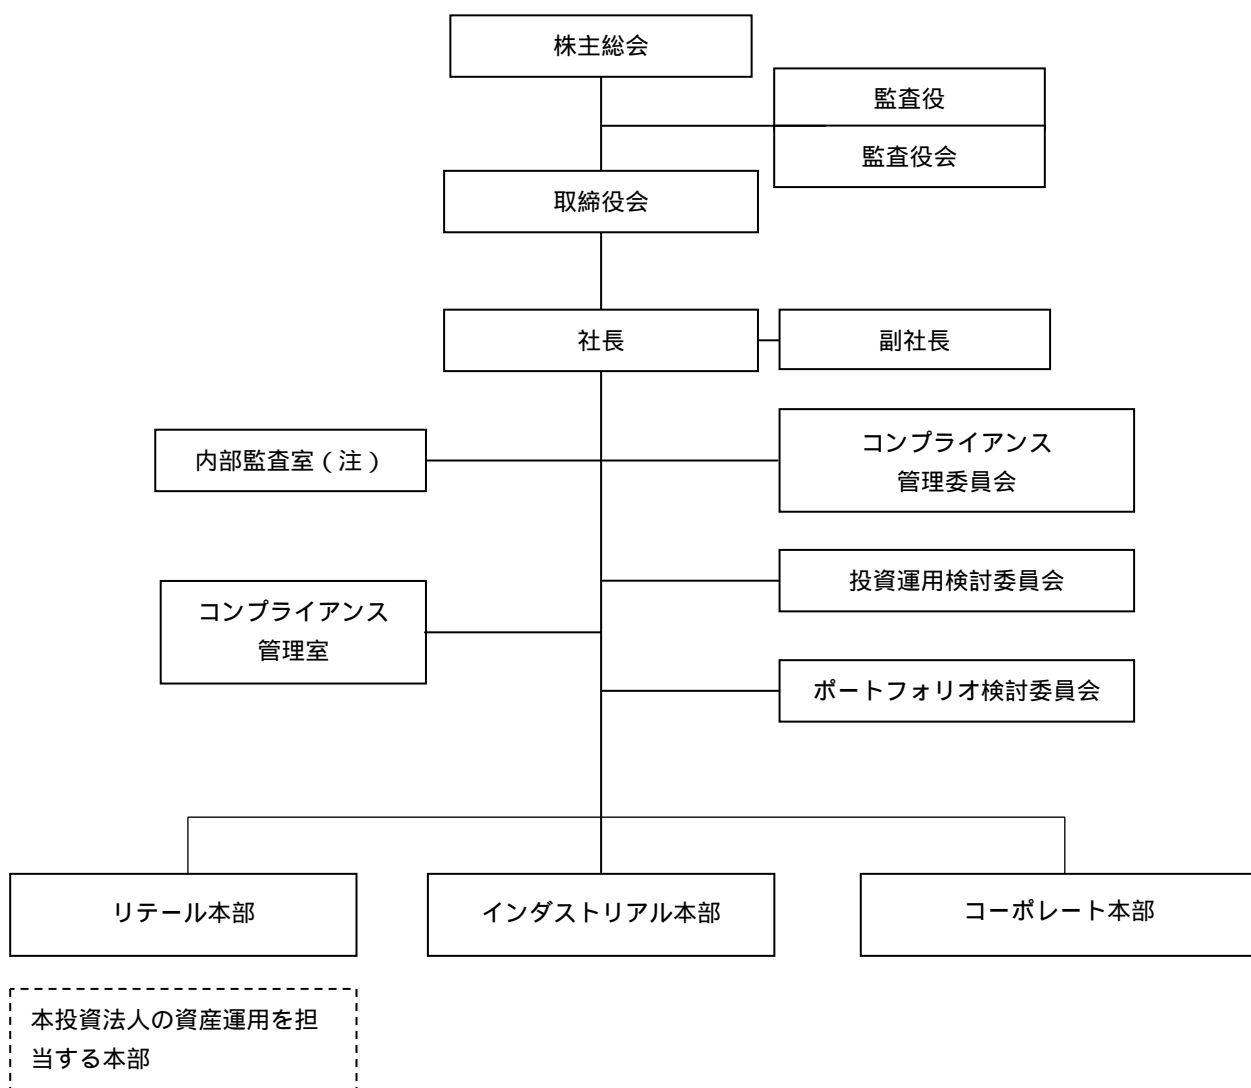 株主総会
監査役
監査役会
取締役会
社長
副社長
内部監査室(注)
コンプライアンス
管理委員会
投資運用検討委員会
コンプライアンス
管理室
ポートフォリオ検討委員会
リテール本部
インダストリアル本部
コーポレート本部
本投資法人の資産運用を担
当する本部